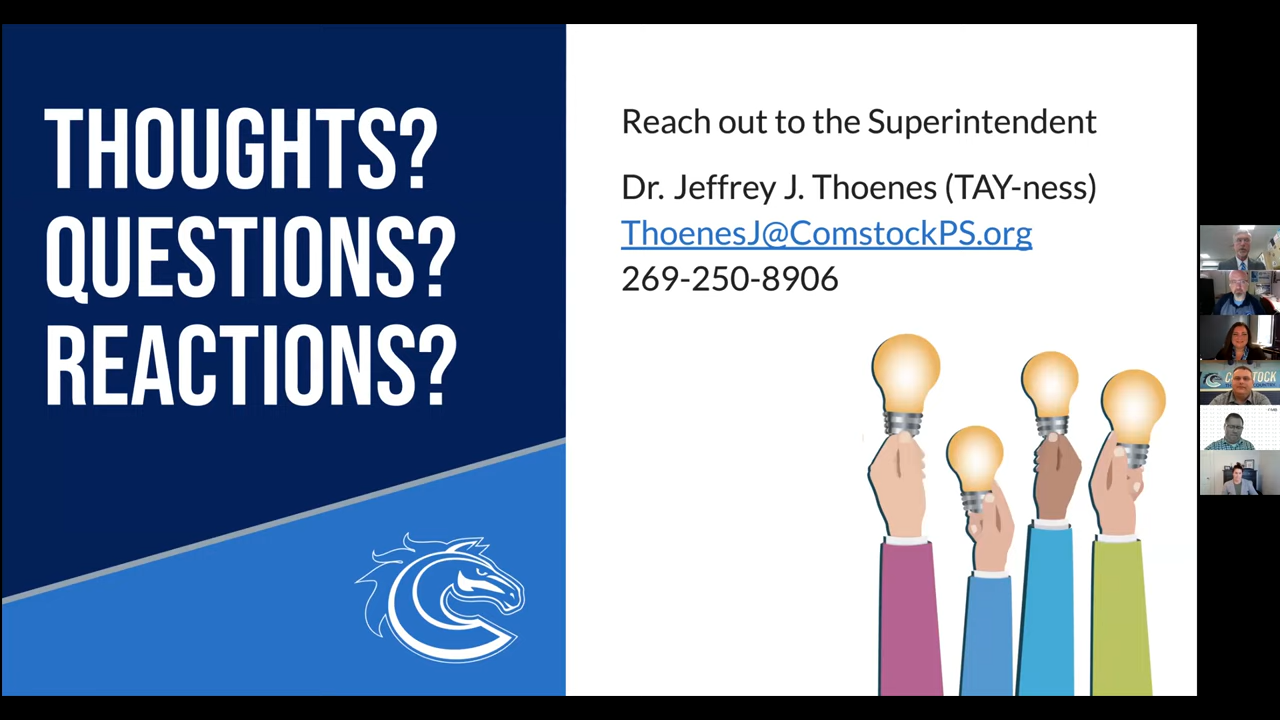 THOUGHTS?
QUESTIONS?
REACTIONS?
Reach out to the Superintendent
Dr. Jeffrey J. Thoenes (TAY-ness)
ThoenesJ@ComstockPS.org
269-250-8906